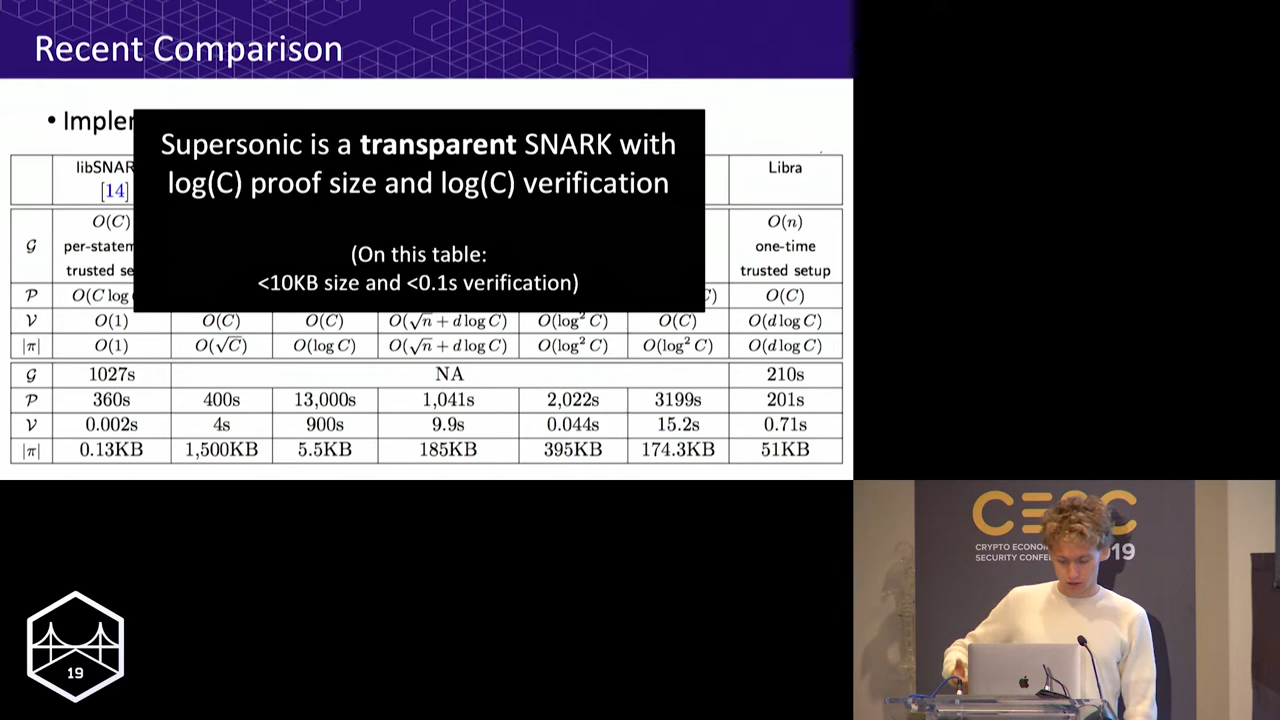 Recent Comparison
• Imple
Supersonic is a transparent SNARK with
log(C) proof size and log(C) verification
(On this table:
<10KB size and <0.1s verification)
libSNAR Libra
[14]
𝒢 O(C) O(n)
per-statem one-time
trusted se trusted setup
𝒫 O(C log C) O(C)
𝒱 O(1) O(C) O(C) O(√n + d log C) O(log² C) O(C) O(d log C)
|π| O(1) O(√C) O(log C) O(√n + d log C) O(log² C) O(log² C) O(d log C)
𝒢 1027s NA 210s
𝒫 360s 400s 13,000s 1,041s 2,022s 3199s 201s
𝒱 0.002s 4s 900s 9.9s 0.044s 15.2s 0.71s
|π| 0.13KB 1,500KB 5.5KB 185KB 395KB 174.3KB 51KB
CESC
CRYPTO ECONO
SECURITY CONFE 19
19